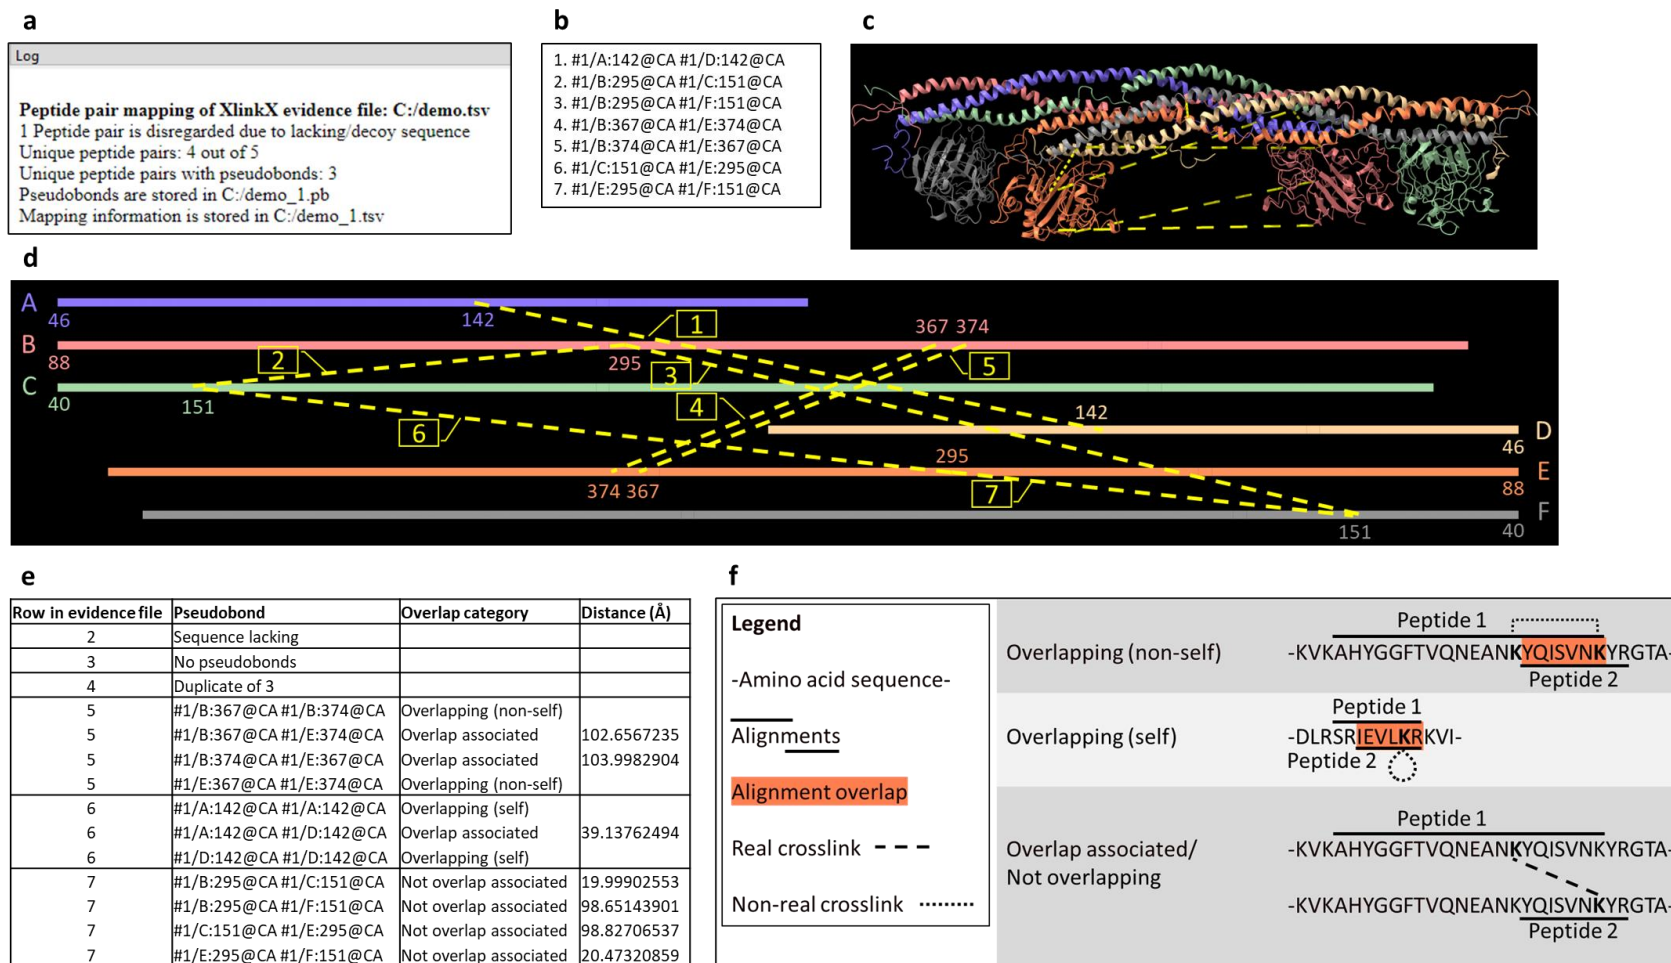 a
Log
Peptide pair mapping of XlinkX evidence file: C:/demo.tsv
1 Peptide pair is disregarded due to lacking/decoy sequence
Unique peptide pairs: 4 out of 5
Unique peptide pairs with pseudobonds: 3
Pseudobonds are stored in C:/demo_1.pb
Mapping information is stored in C:/demo_1.tsv
b
1. #1/A:142@CA #1/D:142@CA
2. #1/B:295@CA #1/C:151@CA
3. #1/B:295@CA #1/F:151@CA
4. #1/B:367@CA #1/E:374@CA
5. #1/B:374@CA #1/E:367@CA
6. #1/C:151@CA #1/E:295@CA
7. #1/E:295@CA #1/F:151@CA
c
d
A
46 142
1
367 374
B
88 295
2
3
5
C
40 151
4
6
142
D
46
295
E
374 367
7
88
F
151 40
e
Row in evidence file Pseudobond Overlap category Distance (Å)
2 Sequence lacking
3 No pseudobonds
4 Duplicate of 3
5 #1/B:367@CA #1/B:374@CA Overlapping (non-self)
5 #1/B:367@CA #1/E:374@CA Overlap associated 102.6567235
5 #1/B:374@CA #1/E:367@CA Overlap associated 103.9982904
5 #1/E:367@CA #1/E:374@CA Overlapping (non-self)
6 #1/A:142@CA #1/A:142@CA Overlapping (self)
6 #1/A:142@CA #1/D:142@CA Overlap associated 39.13762494
6 #1/D:142@CA #1/D:142@CA Overlapping (self)
7 #1/B:295@CA #1/C:151@CA Not overlap associated 19.99902553
7 #1/B:295@CA #1/F:151@CA Not overlap associated 98.65143901
7 #1/C:151@CA #1/E:295@CA Not overlap associated 98.82706537
7 #1/E:295@CA #1/F:151@CA Not overlap associated 20.47320859
f
Legend
-Amino acid sequence-
Alignments
Alignment overlap
Real crosslink
Non-real crosslink
Peptide 1
Overlapping (non-self) -KVKAHYGGFTVQNEANKYQISVNKYRGTA-
Peptide 2
Peptide 1
Overlapping (self) -DLRSRIEVLKRKVI-
Peptide 2
Peptide 1
Overlap associated/ -KVKAHYGGFTVQNEANKYQISVNKYRGTA-
Not overlapping
-KVKAHYGGFTVQNEANKYQISVNKYRGTA-
Peptide 2